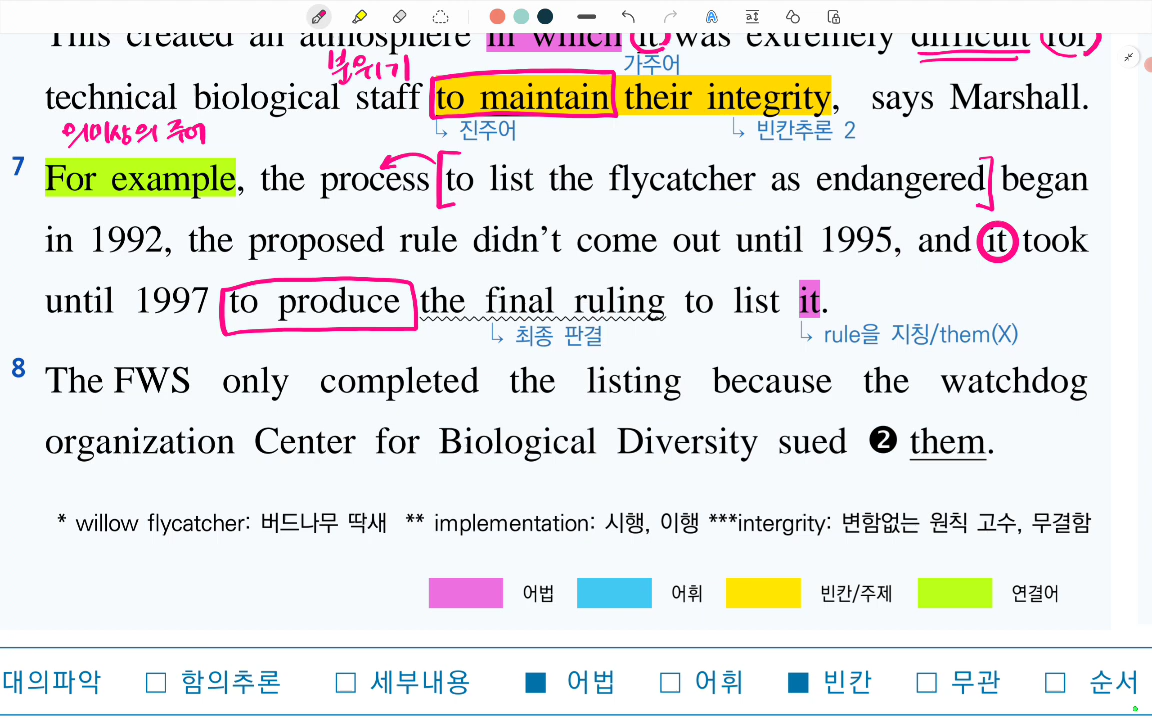 This created an atmosphere in which it was extremely difficult for
분위기
가주어
technical biological staff to maintain their integrity, says Marshall.
의미상의 주어
↳ 진주어
↳ 빈칸추론 2
7 For example, the process [to list the flycatcher as endangered] began
in 1992, the proposed rule didn’t come out until 1995, and it took
until 1997 to produce the final ruling to list it.
↳ 최종 판결
↳ rule을 지칭/them(X)
8 The FWS only completed the listing because the watchdog
organization Center for Biological Diversity sued ❷ them.
* willow flycatcher: 버드나무 딱새 ** implementation: 시행, 이행 ***intergrity: 변함없는 원칙 고수, 무결함
어법 어휘 빈칸/주제 연결어
대의파악 □ 함의추론 □ 세부내용 ■ 어법 □ 어휘 ■ 빈칸 □ 무관 □ 순서